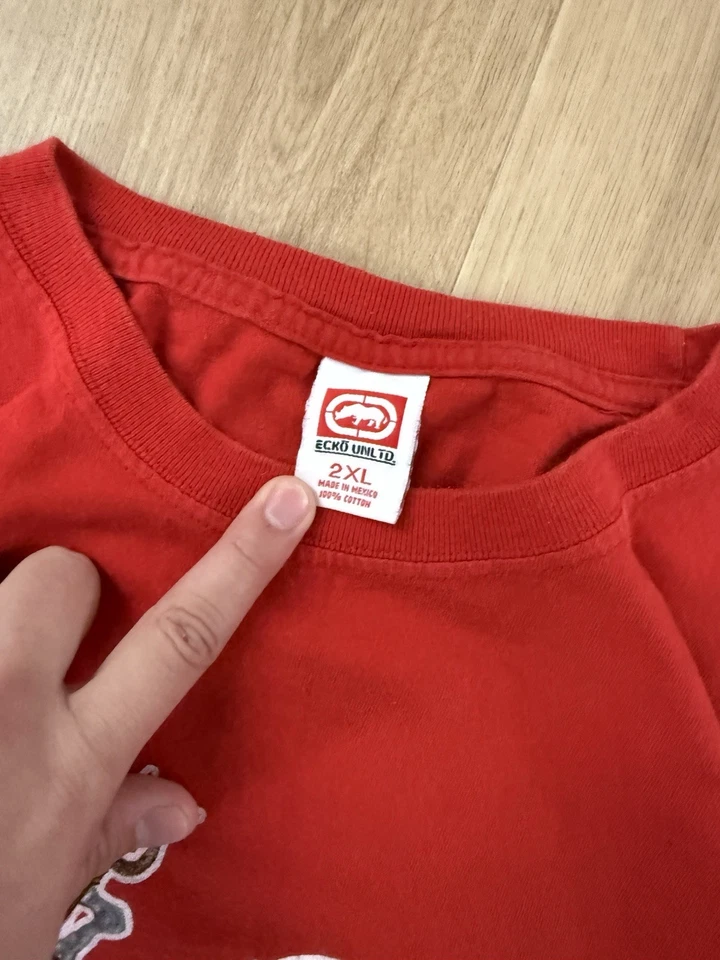 ECKŌ UNLTD.
2XL
MADE IN MEXICO
100% COTTON